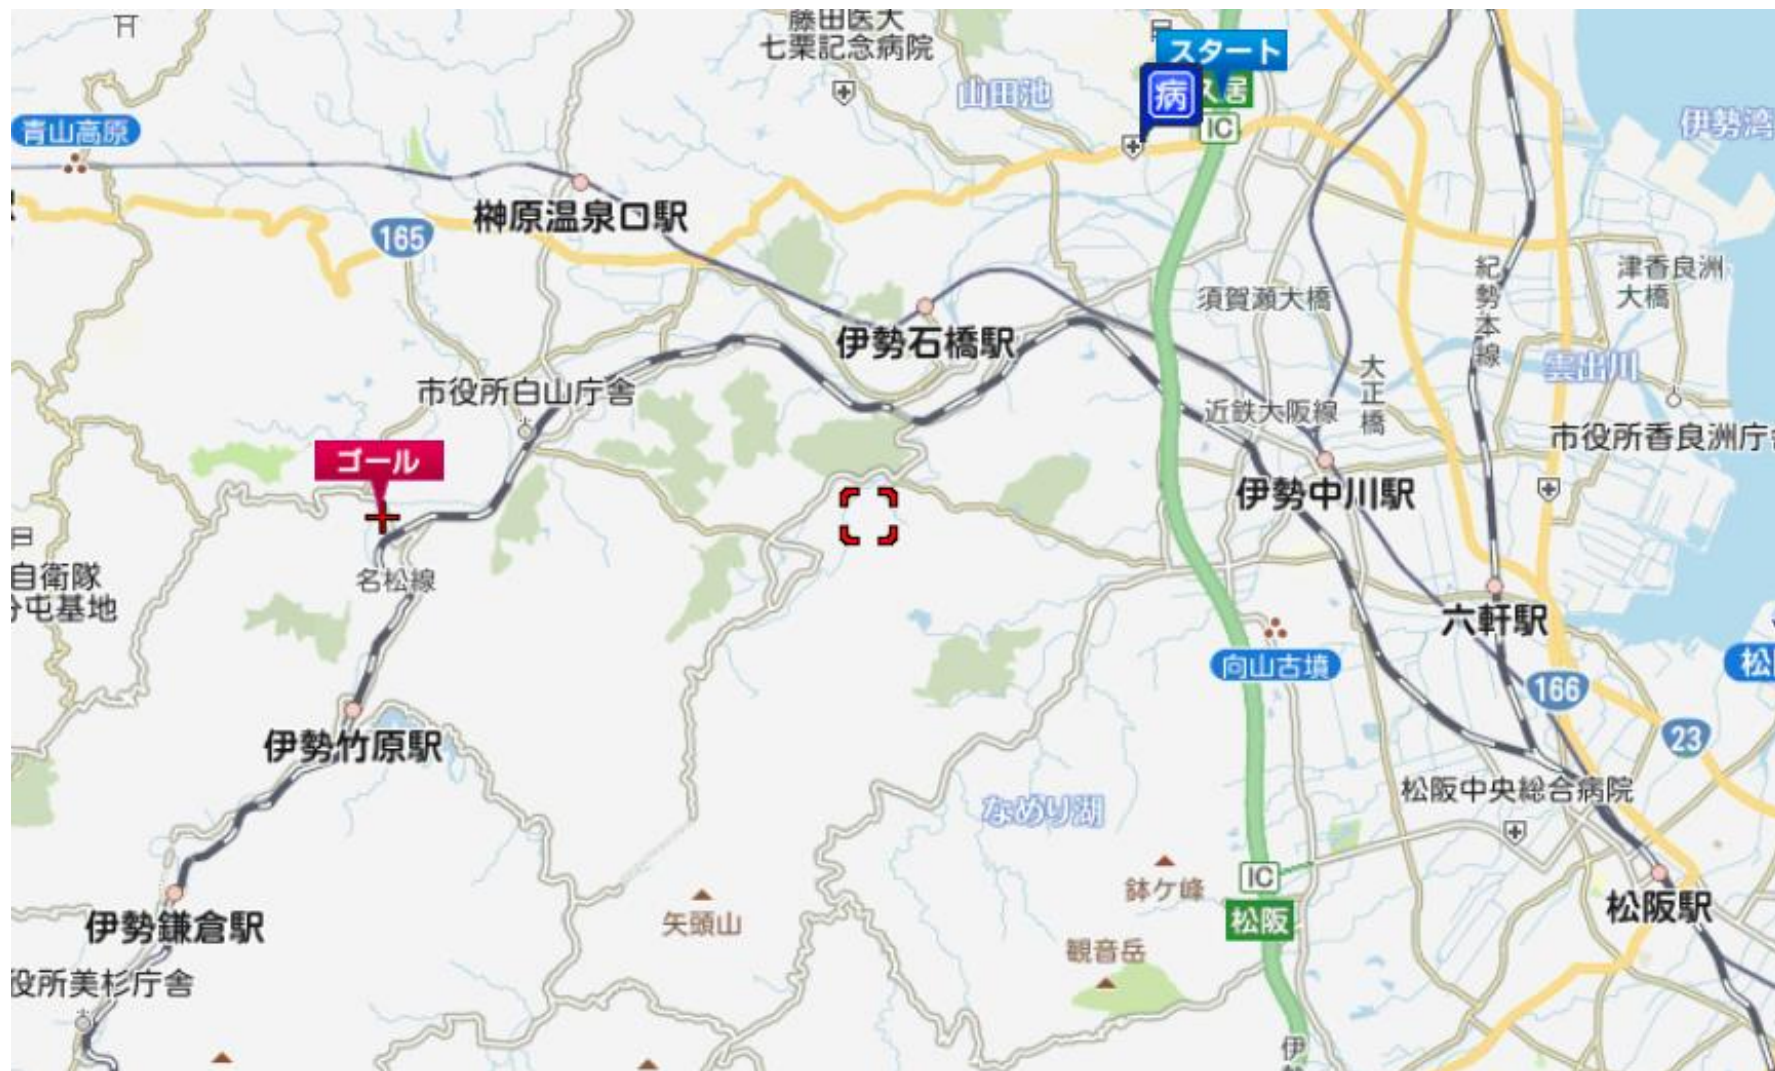 藤田医大
七栗記念病院
スタート
久居
病
IC
山田池
伊勢湾
青山高原
榊原温泉口駅
165
紀勢本線
津香良洲
大橋
須賀瀬大橋
伊勢石橋駅
雲出川
大正橋
市役所白山庁舎
近鉄大阪線
市役所香良洲庁舎
ゴール
伊勢中川駅
自衛隊
分屯基地
名松線
六軒駅
向山古墳
松
166
伊勢竹原駅
23
松阪中央総合病院
なめり湖
IC
鉢ケ峰
松阪
松阪駅
伊勢鎌倉駅
矢頭山
観音岳
役所美杉庁舎
伊